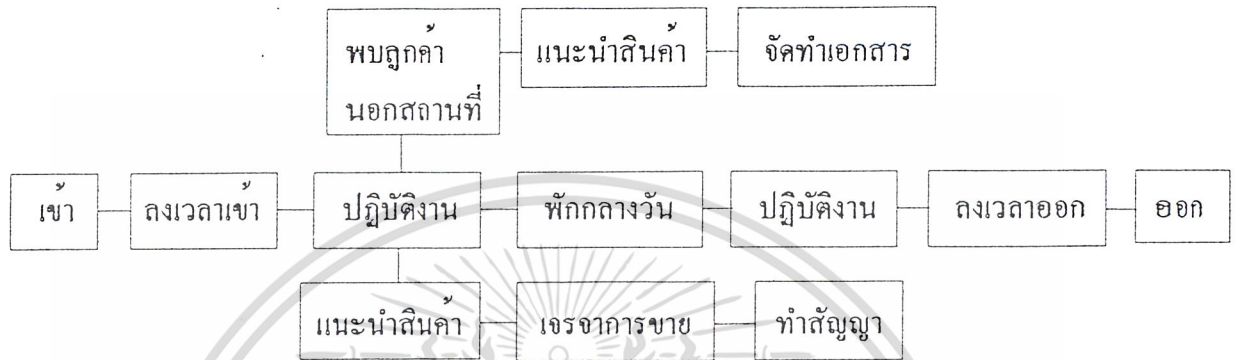 พบลูกค้า
นอกสถานที่
แนะนำสินค้า
จัดทำเอกสาร
เข้า
ลงเวลาเข้า
ปฏิบัติงาน
พักกลางวัน
ปฏิบัติงาน
ลงเวลาออก
ออก
แนะนำสินค้า
เจรจาการขาย
ทำสัญญา